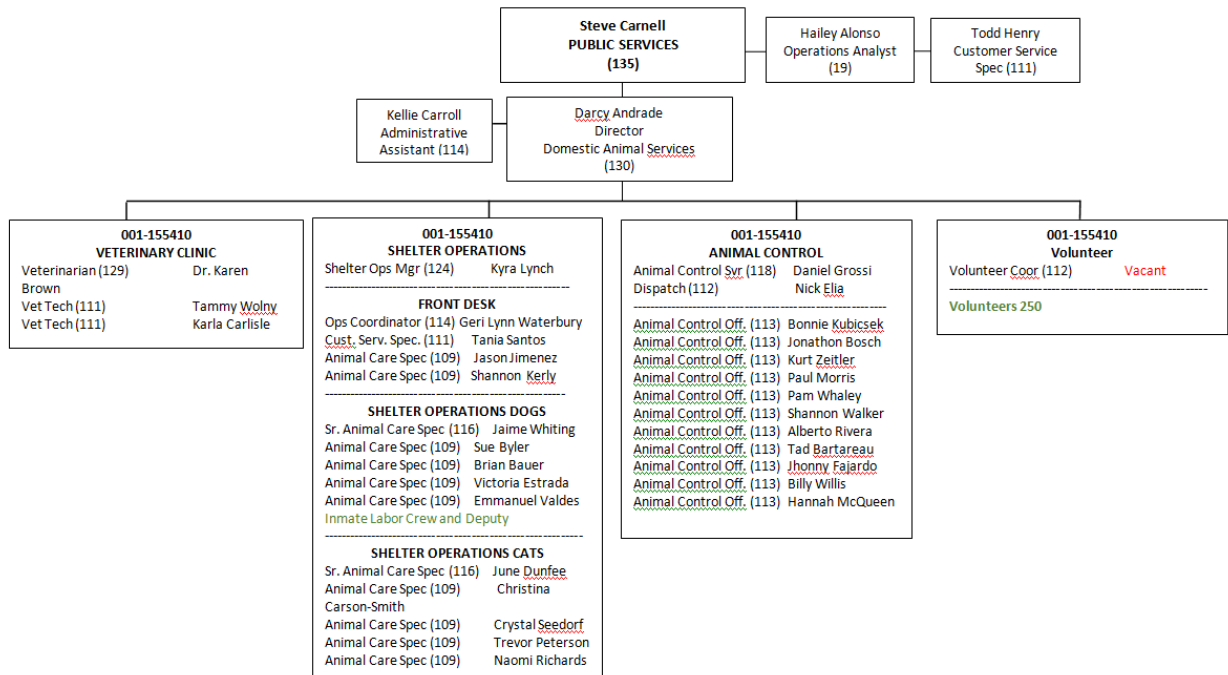 Steve Carnell
PUBLIC SERVICES
(135)
Hailey Alonso
Operations Analyst
(19)
Todd Henry
Customer Service
Spec (111)
Kellie Carroll
Administrative
Assistant (114)
Darcy Andrade
Director
Domestic Animal Services
(130)
001-155410
VETERINARY CLINIC
Veterinarian (129) Dr. Karen
Brown
Vet Tech (111) Tammy Wolny
Vet Tech (111) Karla Carlisle
001-155410
SHELTER OPERATIONS
Shelter Ops Mgr (124) Kyra Lynch
FRONT DESK
Ops Coordinator (114) Geri Lynn Waterbury
Cust. Serv. Spec. (111) Tania Santos
Animal Care Spec (109) Jason Jimenez
Animal Care Spec (109) Shannon Kerly
SHELTER OPERATIONS DOGS
Sr. Animal Care Spec (116) Jaime Whiting
Animal Care Spec (109) Sue Byler
Animal Care Spec (109) Brian Bauer
Animal Care Spec (109) Victoria Estrada
Animal Care Spec (109) Emmanuel Valdes
Inmate Labor Crew and Deputy
SHELTER OPERATIONS CATS
Sr. Animal Care Spec (116) June Dunfee
Animal Care Spec (109) Christina
Carson-Smith
Animal Care Spec (109) Crystal Seedorf
Animal Care Spec (109) Trevor Peterson
Animal Care Spec (109) Naomi Richards
001-155410
ANIMAL CONTROL
Animal Control Svr (118) Daniel Grossi
Dispatch (112) Nick Elia
Animal Control Off. (113) Bonnie Kubicsek
Animal Control Off. (113) Jonathon Bosch
Animal Control Off. (113) Kurt Zeitler
Animal Control Off. (113) Paul Morris
Animal Control Off. (113) Pam Whaley
Animal Control Off. (113) Shannon Walker
Animal Control Off. (113) Alberto Rivera
Animal Control Off. (113) Tad Bartareau
Animal Control Off. (113) Jhonny Fajardo
Animal Control Off. (113) Billy Willis
Animal Control Off. (113) Hannah McQueen
001-155410
Volunteer
Volunteer Coor (112) Vacant
Volunteers 250